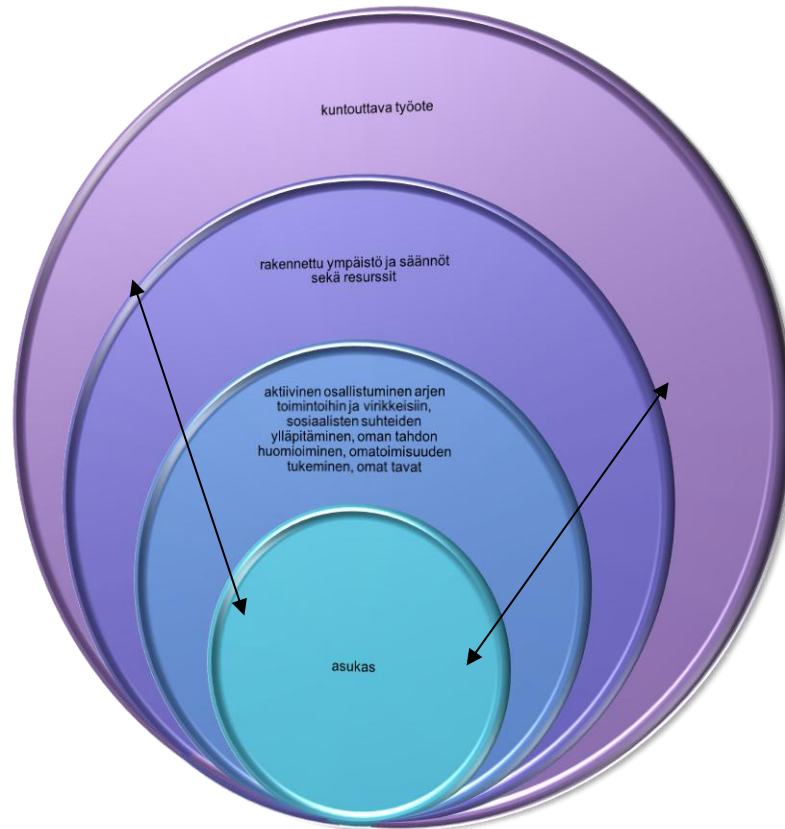 kuntouttava työote
rakennettu ympäistö ja säännöt
sekä resurssit
aktiivinen osallistuminen arjen
toimintoihin ja virikkeisiin,
sosiaalisten suhteiden
ylläpitäminen, oman tahdon
huomioiminen, omatoimisuuden
tukeminen, omat tavat
asukas